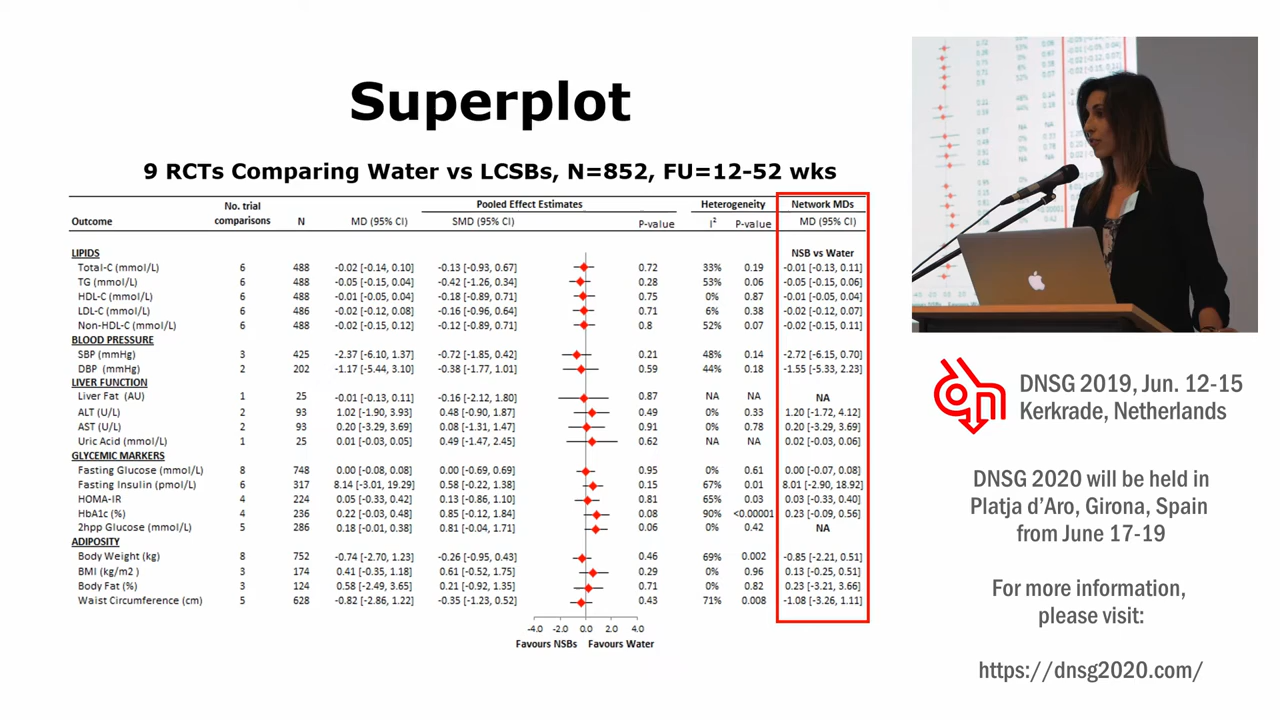 Superplot
9 RCTs Comparing Water vs LCSBs, N=852, FU=12-52 wks
No. trial Pooled Effect Estimates Heterogeneity Network MDs
Outcome comparisons N MD (95% CI) SMD (95% CI) P-value I² P-value MD (95% CI)
LIPIDS NSB vs Water
Total-C (mmol/L) 6 488 -0.02 [-0.14, 0.10] -0.13 [-0.93, 0.67] 0.72 33% 0.19 -0.01 [-0.13, 0.11]
TG (mmol/L) 6 488 -0.05 [-0.15, 0.04] -0.42 [-1.26, 0.34] 0.28 53% 0.06 -0.05 [-0.15, 0.06]
HDL-C (mmol/L) 6 488 -0.01 [-0.05, 0.04] -0.18 [-0.89, 0.71] 0.75 0% 0.87 -0.01 [-0.05, 0.04]
LDL-C (mmol/L) 6 486 -0.02 [-0.12, 0.08] -0.16 [-0.96, 0.64] 0.71 6% 0.38 -0.02 [-0.12, 0.07]
Non-HDL-C (mmol/L) 6 488 -0.02 [-0.15, 0.12] -0.12 [-0.89, 0.71] 0.8 52% 0.07 -0.02 [-0.15, 0.11]
BLOOD PRESSURE
SBP (mmHg) 3 425 -2.37 [-6.10, 1.37] -0.72 [-1.85, 0.42] 0.21 48% 0.14 -2.72 [-6.15, 0.70]
DBP (mmHg) 2 202 -1.17 [-5.44, 3.10] -0.38 [-1.77, 1.01] 0.59 44% 0.18 -1.55 [-5.33, 2.23]
LIVER FUNCTION
Liver Fat (AU) 1 25 -0.01 [-0.13, 0.11] -0.16 [-2.12, 1.80] 0.87 NA NA NA
ALT (U/L) 2 93 1.02 [-1.90, 3.93] 0.48 [-0.90, 1.87] 0.49 0% 0.33 1.20 [-1.72, 4.12]
AST (U/L) 2 93 0.20 [-3.29, 3.69] 0.08 [-1.31, 1.47] 0.91 0% 0.78 0.20 [-3.29, 3.69]
Uric Acid (mmol/L) 1 25 0.01 [-0.03, 0.05] 0.49 [-1.47, 2.45] 0.62 NA NA 0.02 [-0.03, 0.06]
GLYCEMIC MARKERS
Fasting Glucose (mmol/L) 8 748 0.00 [-0.08, 0.08] 0.00 [-0.69, 0.69] 0.95 0% 0.61 0.00 [-0.07, 0.08]
Fasting Insulin (pmol/L) 6 317 8.14 [-3.01, 19.29] 0.58 [-0.22, 1.38] 0.15 67% 0.01 8.01 [-2.90, 18.92]
HOMA-IR 4 224 0.05 [-0.33, 0.42] 0.13 [-0.86, 1.10] 0.81 65% 0.03 0.03 [-0.33, 0.40]
HbA1c (%) 4 236 0.22 [-0.03, 0.48] 0.85 [-0.12, 1.84] 0.08 90% <0.00001 0.23 [-0.09, 0.56]
2hpp Glucose (mmol/L) 5 286 0.18 [-0.01, 0.38] 0.81 [-0.04, 1.71] 0.06 0% 0.42 NA
ADIPOSITY
Body Weight (kg) 8 752 -0.74 [-2.70, 1.23] -0.26 [-0.95, 0.43] 0.46 69% 0.002 -0.85 [-2.21, 0.51]
BMI (kg/m2 ) 3 174 0.41 [-0.35, 1.18] 0.61 [-0.52, 1.75] 0.29 0% 0.96 0.13 [-0.25, 0.51]
Body Fat (%) 3 124 0.58 [-2.49, 3.65] 0.21 [-0.92, 1.35] 0.71 0% 0.82 0.23 [-3.21, 3.66]
Waist Circumference (cm) 5 628 -0.82 [-2.86, 1.22] -0.35 [-1.23, 0.52] 0.43 71% 0.008 -1.08 [-3.26, 1.11]
-4.0 -2.0 0.0 2.0 4.0
Favours NSBs Favours Water
DNSG 2019, Jun. 12-15
Kerkrade, Netherlands
DNSG 2020 will be held in
Platja d'Aro, Girona, Spain
from June 17-19
For more information,
please visit:
https://dnsg2020.com/